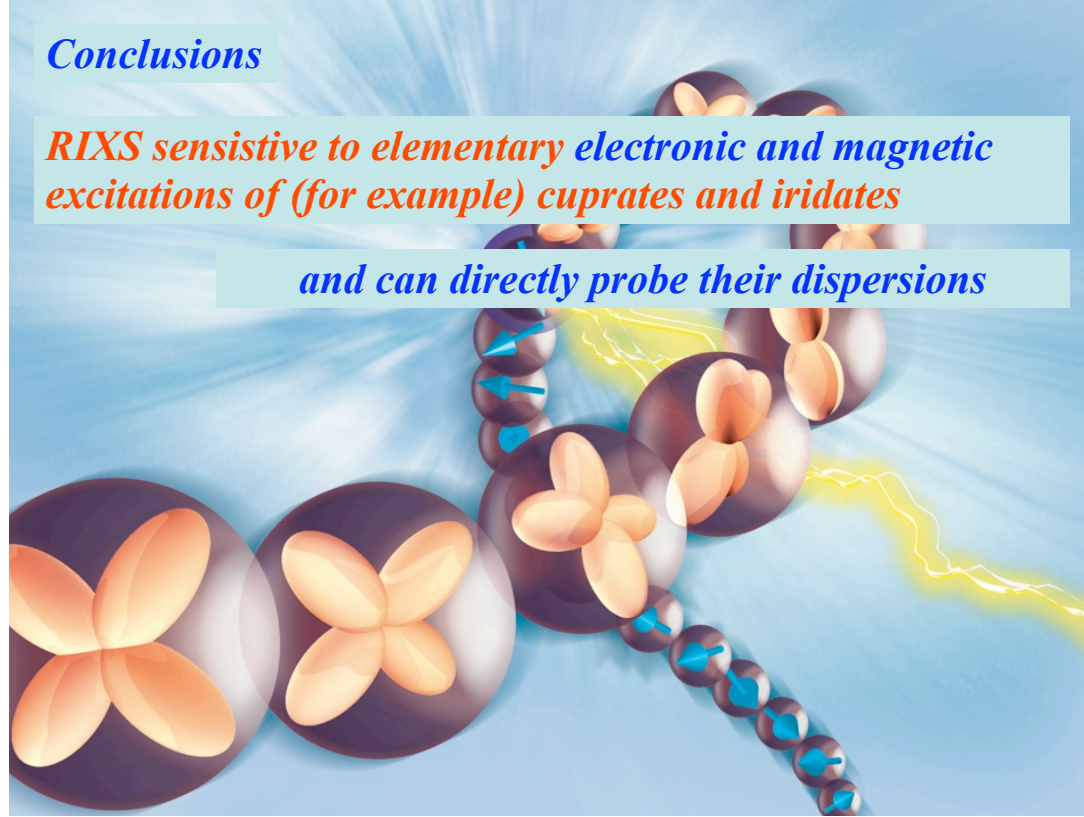 Conclusions
RIXS sensistive to elementary electronic and magnetic
excitations of (for example) cuprates and iridates
and can directly probe their dispersions